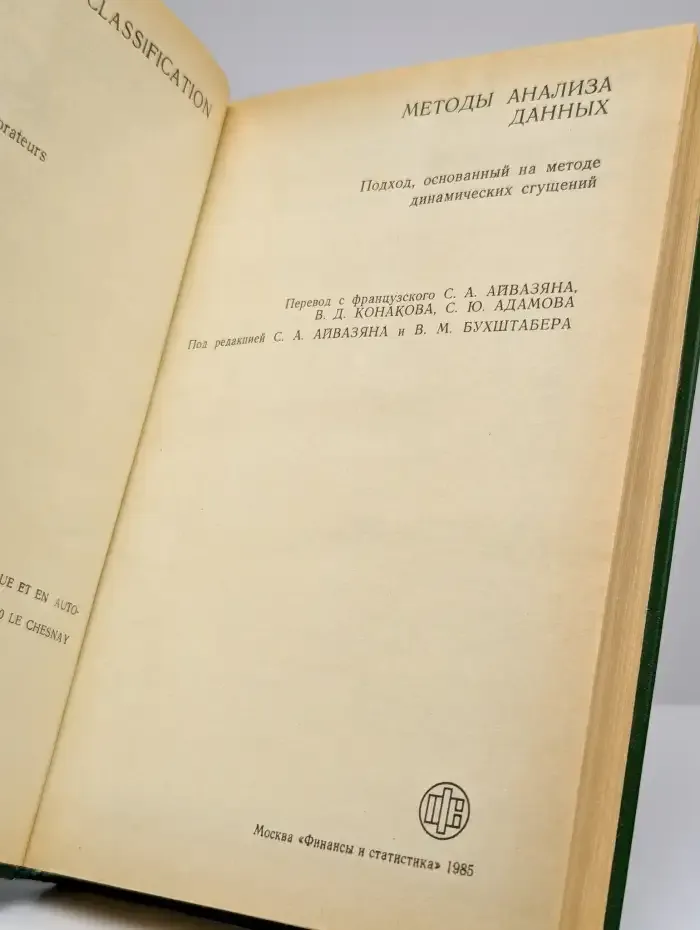 CLASSIFICATION
orateurs
UE ET EN AUTO-
LE CHESNAY
МЕТОДЫ АНАЛИЗА
ДАННЫХ
Подход, основанный на методе
динамических сгущений
Перевод с французского С. А. АЙВАЗЯНА,
В. Д. КОНАКОВА, С. Ю. АДАМОВА
Под редакцией С. А. АЙВАЗЯНА и В. М. БУХШТАБЕРА
Москва «Финансы и статистика» 1985